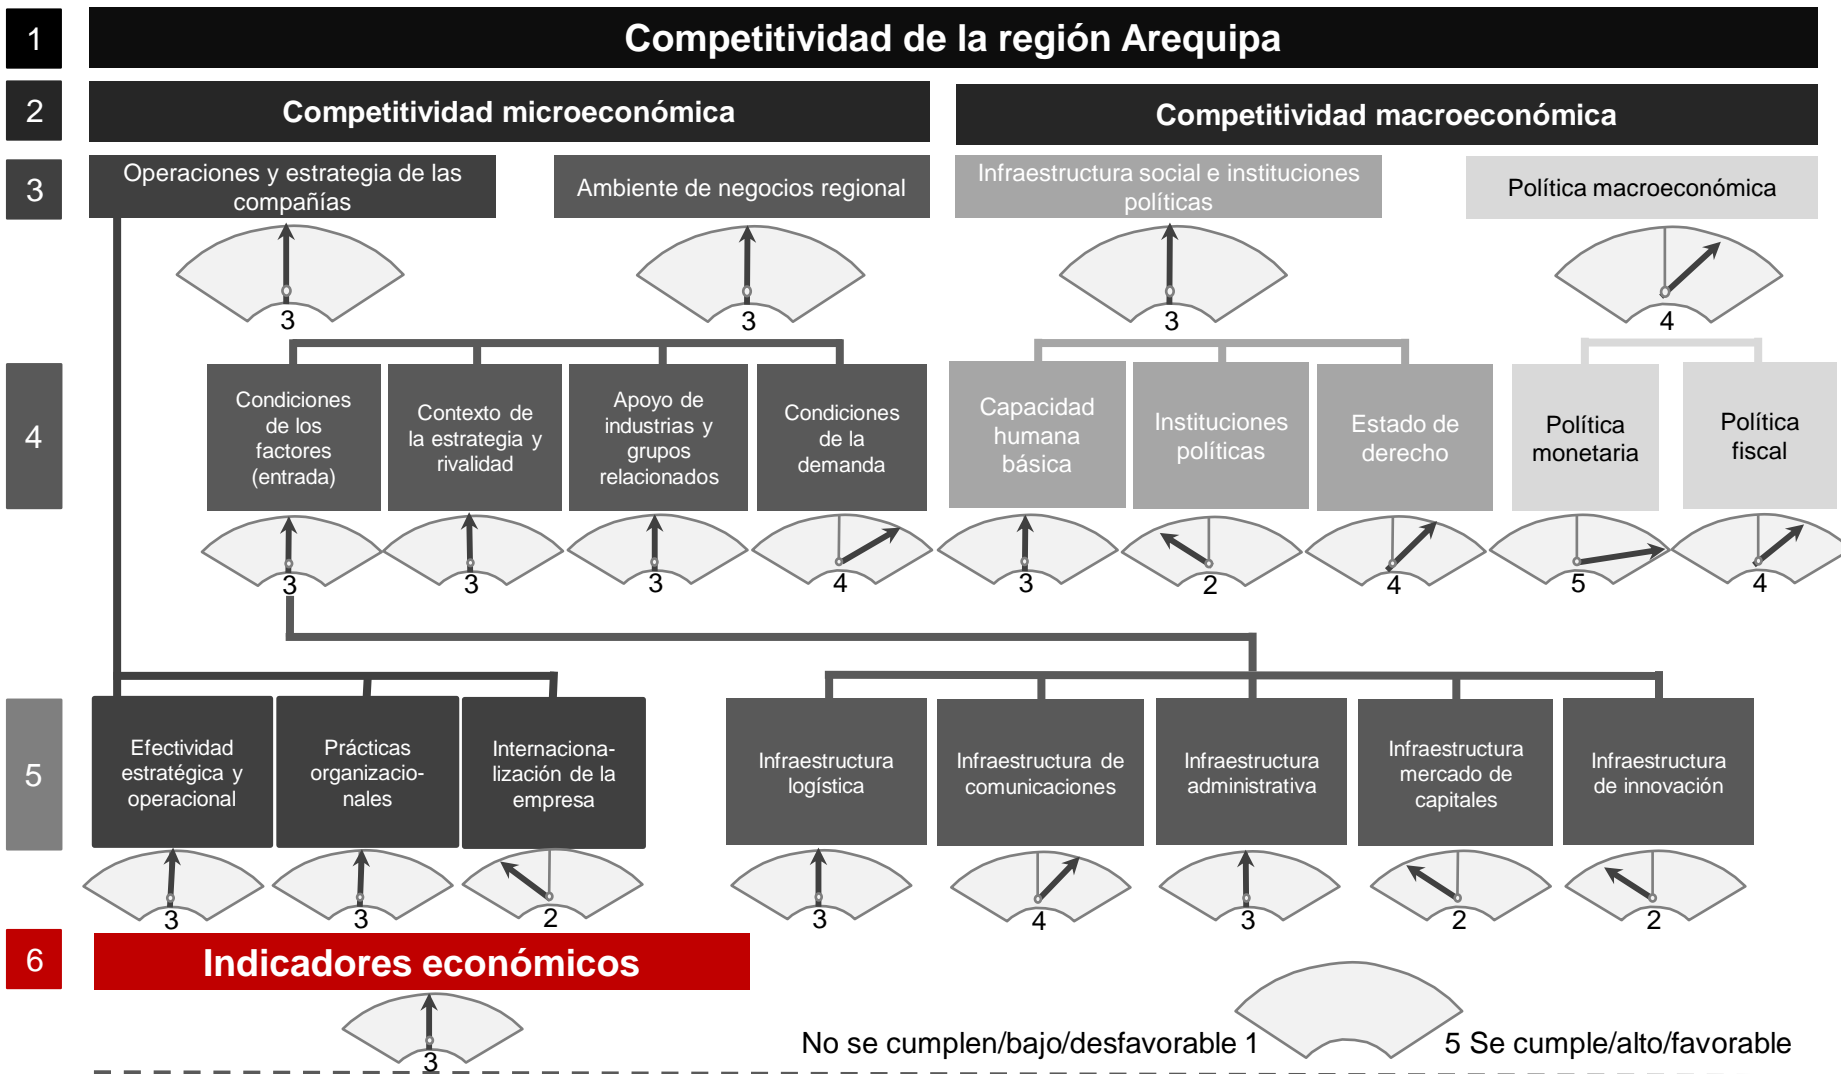 1
Competitividad de la región Arequipa
2
Competitividad microeconómica
Competitividad macroeconómica
3
Operaciones y estrategia de las
compañías
Ambiente de negocios regional
Infraestructura social e instituciones
políticas
Política macroeconómica
3
3
3
4
4
Condiciones
de los
factores
(entrada)
Contexto de
la estrategia y
rivalidad
Apoyo de
industrias y
grupos
relacionados
Condiciones
de la
demanda
Capacidad
humana
básica
Instituciones
políticas
Estado de
derecho
Política
monetaria
Política
fiscal
3
3
3
4
3
2
4
5
4
5
Efectividad
estratégica y
operacional
Prácticas
organizacio-
nales
Internaciona-
lización de la
empresa
Infraestructura
logística
Infraestructura de
comunicaciones
Infraestructura
administrativa
Infraestructura
mercado de
capitales
Infraestructura
de innovación
3
3
2
3
4
3
2
2
6
Indicadores económicos
3
No se cumplen/bajo/desfavorable 1
5 Se cumple/alto/favorable